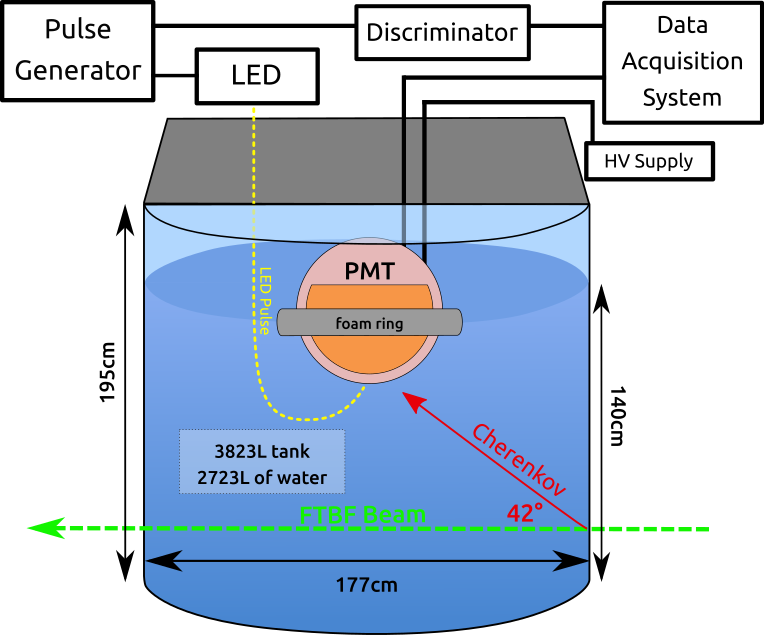 Pulse
Generator
LED
Discriminator
Data
Acquisition
System
HV Supply
PMT
LED Pulse
foam ring
195cm
140cm
Cherenkov
3823L tank
2723L of water
FTBF Beam
42°
177cm